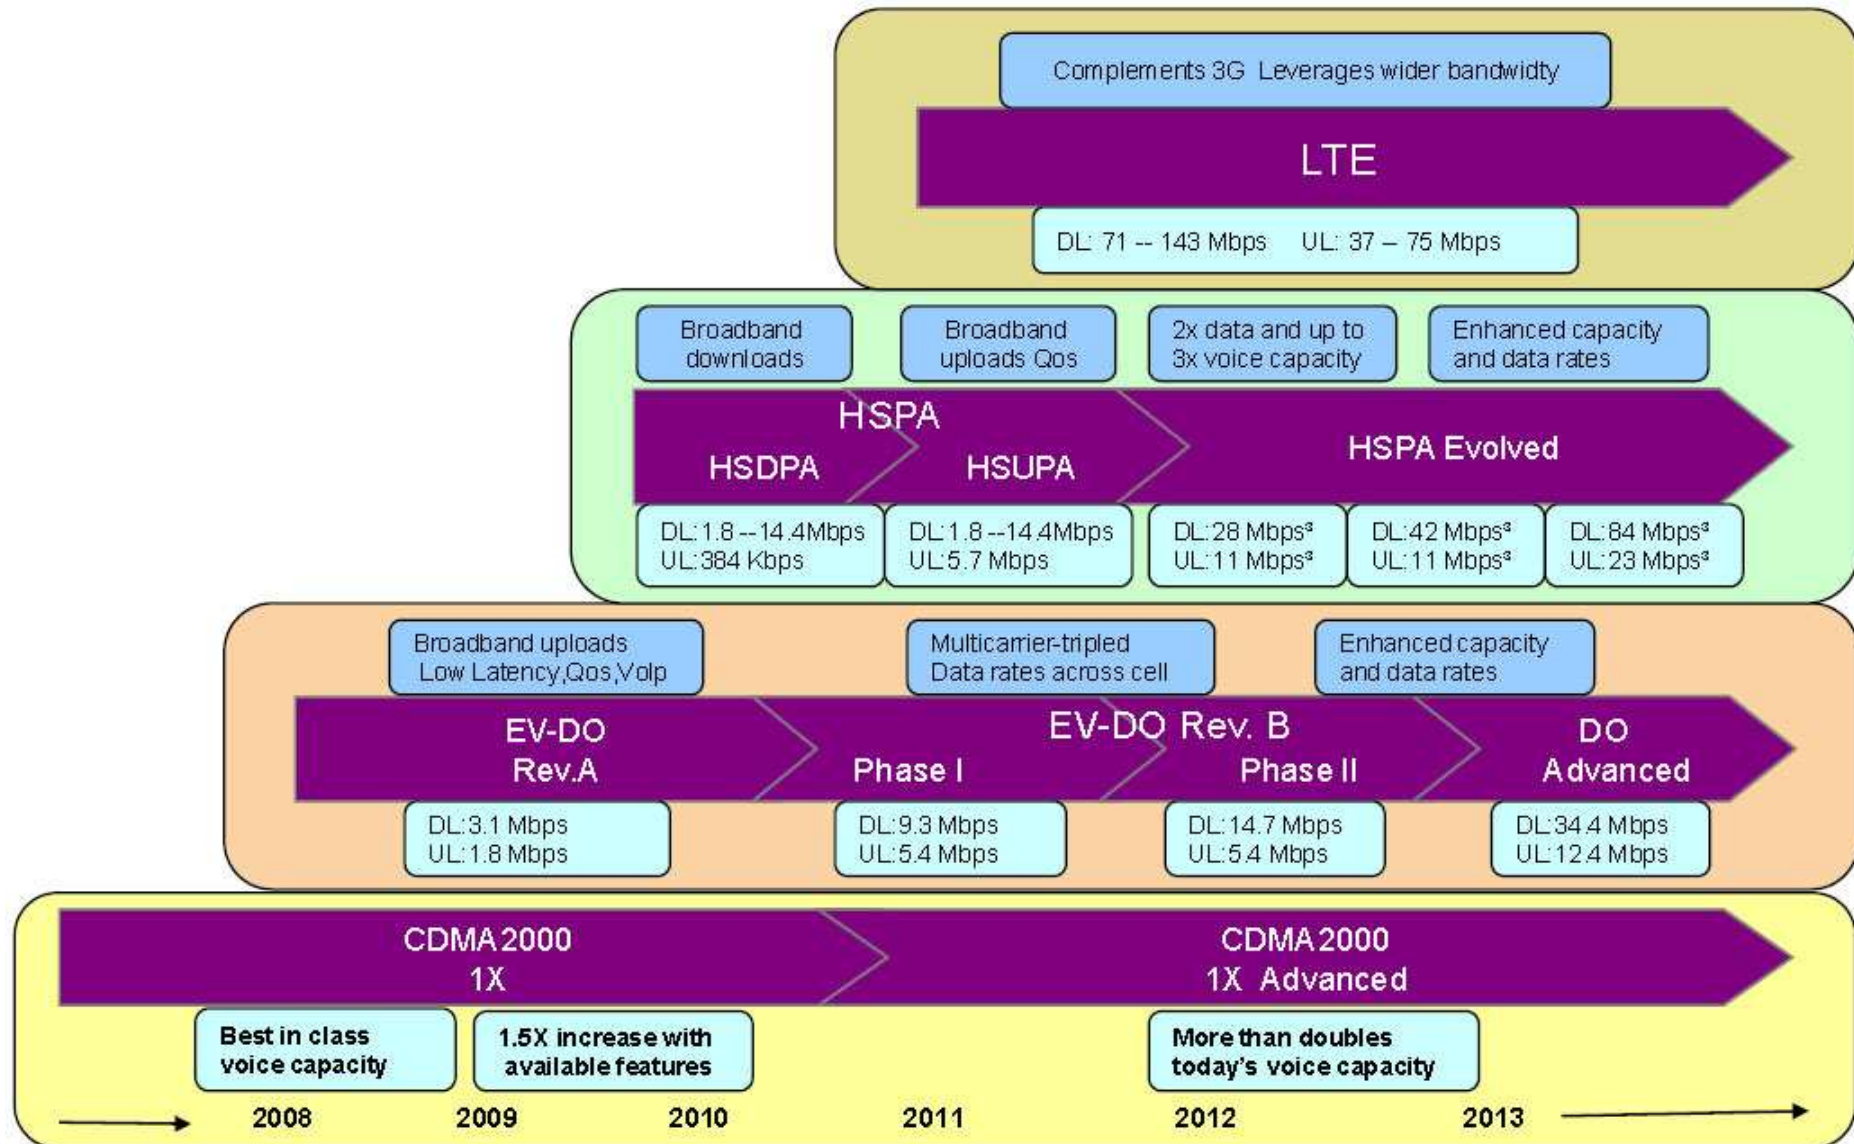 Complements 3G Leverages wider bandwidty
LTE
DL: 71 -- 143 Mbps UL: 37 – 75 Mbps
Broadband
downloads
Broadband
uploads Qos
2x data and up to
3x voice capacity
Enhanced capacity
and data rates
HSPA
HSDPA
HSUPA
HSPA Evolved
DL:1.8 --14.4Mbps
UL:384 Kbps
DL:1.8 --14.4Mbps
UL:5.7 Mbps
DL:28 Mbps³
UL:11 Mbps³
DL:42 Mbps³
UL:11 Mbps³
DL:84 Mbps³
UL:23 Mbps³
Broadband uploads
Low Latency,Qos,VoIp
Multicarrier-tripled
Data rates across cell
Enhanced capacity
and data rates
EV-DO
Rev.A
EV-DO Rev. B
Phase I
Phase II
DO
Advanced
DL:3.1 Mbps
UL:1.8 Mbps
DL:9.3 Mbps
UL:5.4 Mbps
DL:14.7 Mbps
UL:5.4 Mbps
DL:34.4 Mbps
UL:12.4 Mbps
CDMA2000
1X
CDMA2000
1X Advanced
Best in class
voice capacity
1.5X increase with
available features
More than doubles
today's voice capacity
2008 2009 2010 2011 2012 2013